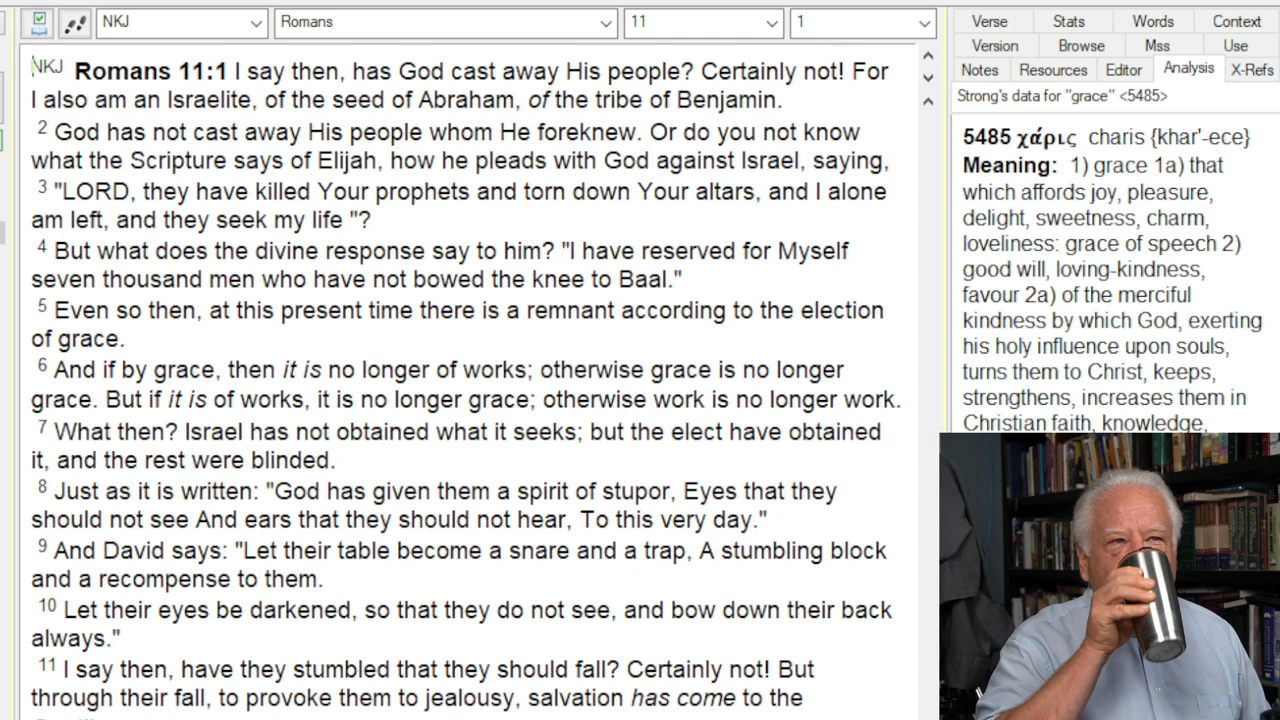 NKJ Romans 11 1
NKJ Romans 11:1 I say then, has God cast away His people? Certainly not! For
I also am an Israelite, of the seed of Abraham, of the tribe of Benjamin.
2 God has not cast away His people whom He foreknew. Or do you not know
what the Scripture says of Elijah, how he pleads with God against Israel, saying,
3 "LORD, they have killed Your prophets and torn down Your altars, and I alone
am left, and they seek my life "?
4 But what does the divine response say to him? "I have reserved for Myself
seven thousand men who have not bowed the knee to Baal."
5 Even so then, at this present time there is a remnant according to the election
of grace.
6 And if by grace, then it is no longer of works; otherwise grace is no longer
grace. But if it is of works, it is no longer grace; otherwise work is no longer work.
7 What then? Israel has not obtained what it seeks; but the elect have obtained
it, and the rest were blinded.
8 Just as it is written: "God has given them a spirit of stupor, Eyes that they
should not see And ears that they should not hear, To this very day."
9 And David says: "Let their table become a snare and a trap, A stumbling block
and a recompense to them.
10 Let their eyes be darkened, so that they do not see, and bow down their back
always."
11 I say then, have they stumbled that they should fall? Certainly not! But
through their fall, to provoke them to jealousy, salvation has come to the
Verse Stats Words Context
Version Browse Mss Use
Notes Resources Editor Analysis X-Refs
Strong's data for "grace" <5485>
5485 χάρις charis {khar'-ece}
Meaning: 1) grace 1a) that
which affords joy, pleasure,
delight, sweetness, charm,
loveliness: grace of speech 2)
good will, loving-kindness,
favour 2a) of the merciful
kindness by which God, exerting
his holy influence upon souls,
turns them to Christ, keeps,
strengthens, increases them in
Christian faith, knowledge,